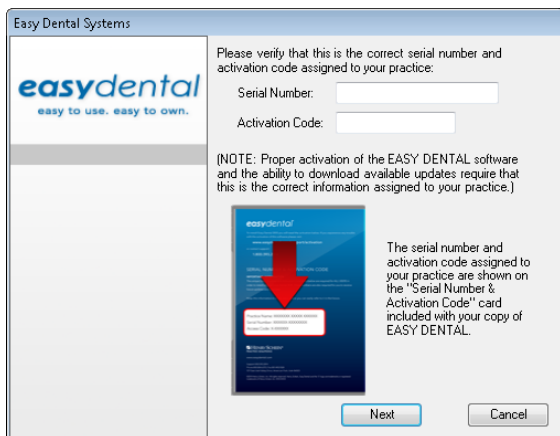 Easy Dental Systems
easydental
easy to use. easy to own.
Please verify that this is the correct serial number and
activation code assigned to your practice:
Serial Number:
Activation Code:
(NOTE: Proper activation of the EASY DENTAL software
and the ability to download available updates require that
this is the correct information assigned to your practice.)
easydental
The serial number and
activation code assigned to
your practice are shown on
the "Serial Number &
Activation Code" card
included with your copy of
EASY DENTAL.
HENRY SCHEIN
Next
Cancel